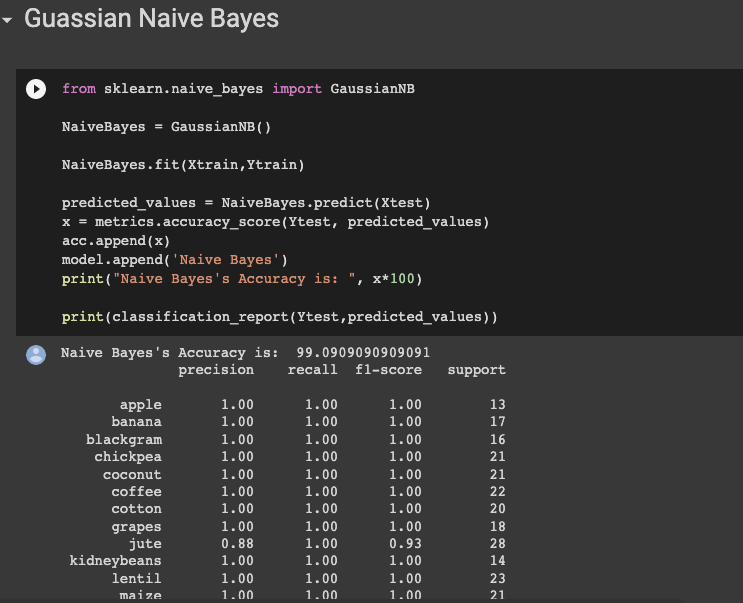 Guassian Naive Bayes
from sklearn.naive_bayes import GaussianNB
NaiveBayes = GaussianNB()
NaiveBayes.fit(Xtrain,Ytrain)
predicted_values = NaiveBayes.predict(Xtest)
x = metrics.accuracy_score(Ytest, predicted_values)
acc.append(x)
model.append('Naive Bayes')
print("Naive Bayes's Accuracy is: ", x*100)
print(classification_report(Ytest,predicted_values))
Naive Bayes's Accuracy is:  99.0909090909091
precision recall f1-score support
apple 1.00 1.00 1.00 13
banana 1.00 1.00 1.00 17
blackgram 1.00 1.00 1.00 16
chickpea 1.00 1.00 1.00 21
coconut 1.00 1.00 1.00 21
coffee 1.00 1.00 1.00 22
cotton 1.00 1.00 1.00 20
grapes 1.00 1.00 1.00 18
jute 0.88 1.00 0.93 28
kidneybeans 1.00 1.00 1.00 14
lentil 1.00 1.00 1.00 23
maize 1.00 1.00 1.00 21